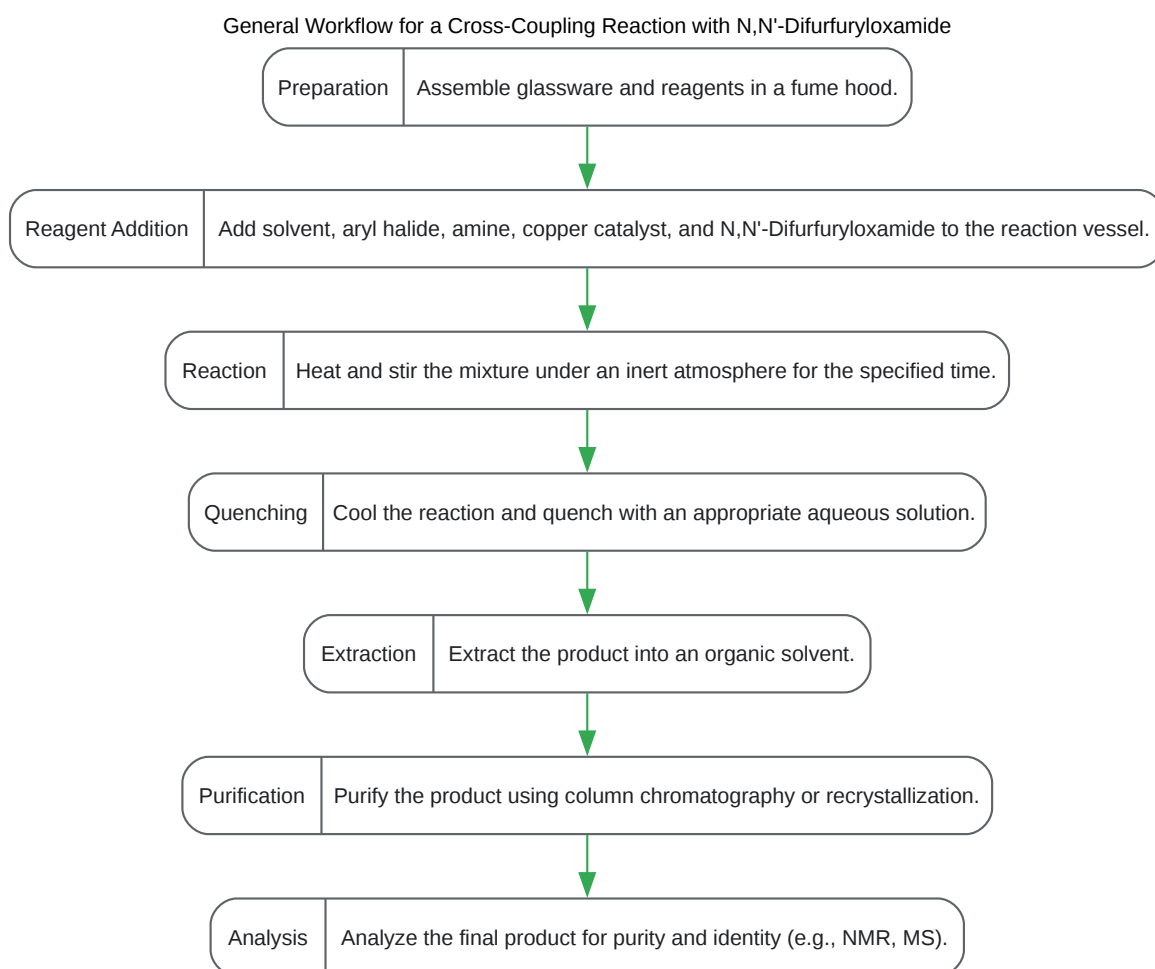 General Workflow for a Cross-Coupling Reaction with N,N'-Difurfuryloxamide
Preparation Assemble glassware and reagents in a fume hood.
Reagent Addition Add solvent, aryl halide, amine, copper catalyst, and N,N'-Difurfuryloxamide to the reaction vessel.
Reaction Heat and stir the mixture under an inert atmosphere for the specified time.
Quenching Cool the reaction and quench with an appropriate aqueous solution.
Extraction Extract the product into an organic solvent.
Purification Purify the product using column chromatography or recrystallization.
Analysis Analyze the final product for purity and identity (e.g., NMR, MS).